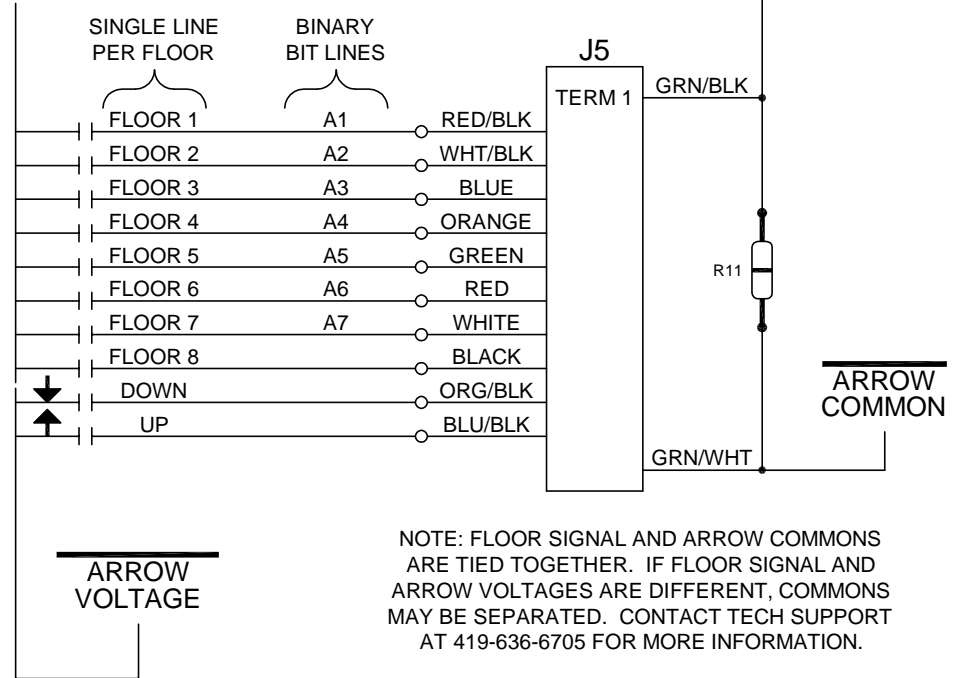 SINGLE LINE
PER FLOOR
BINARY
BIT LINES
J5
TERM 1
GRN/BLK
FLOOR 1 A1 RED/BLK
FLOOR 2 A2 WHT/BLK
FLOOR 3 A3 BLUE
FLOOR 4 A4 ORANGE
FLOOR 5 A5 GREEN
FLOOR 6 A6 RED
FLOOR 7 A7 WHITE
FLOOR 8 BLACK
DOWN ORG/BLK
UP BLU/BLK
R11
GRN/WHT
ARROW
COMMON
ARROW
VOLTAGE
NOTE: FLOOR SIGNAL AND ARROW COMMONS
ARE TIED TOGETHER. IF FLOOR SIGNAL AND
ARROW VOLTAGES ARE DIFFERENT, COMMONS
MAY BE SEPARATED. CONTACT TECH SUPPORT
AT 419-636-6705 FOR MORE INFORMATION.